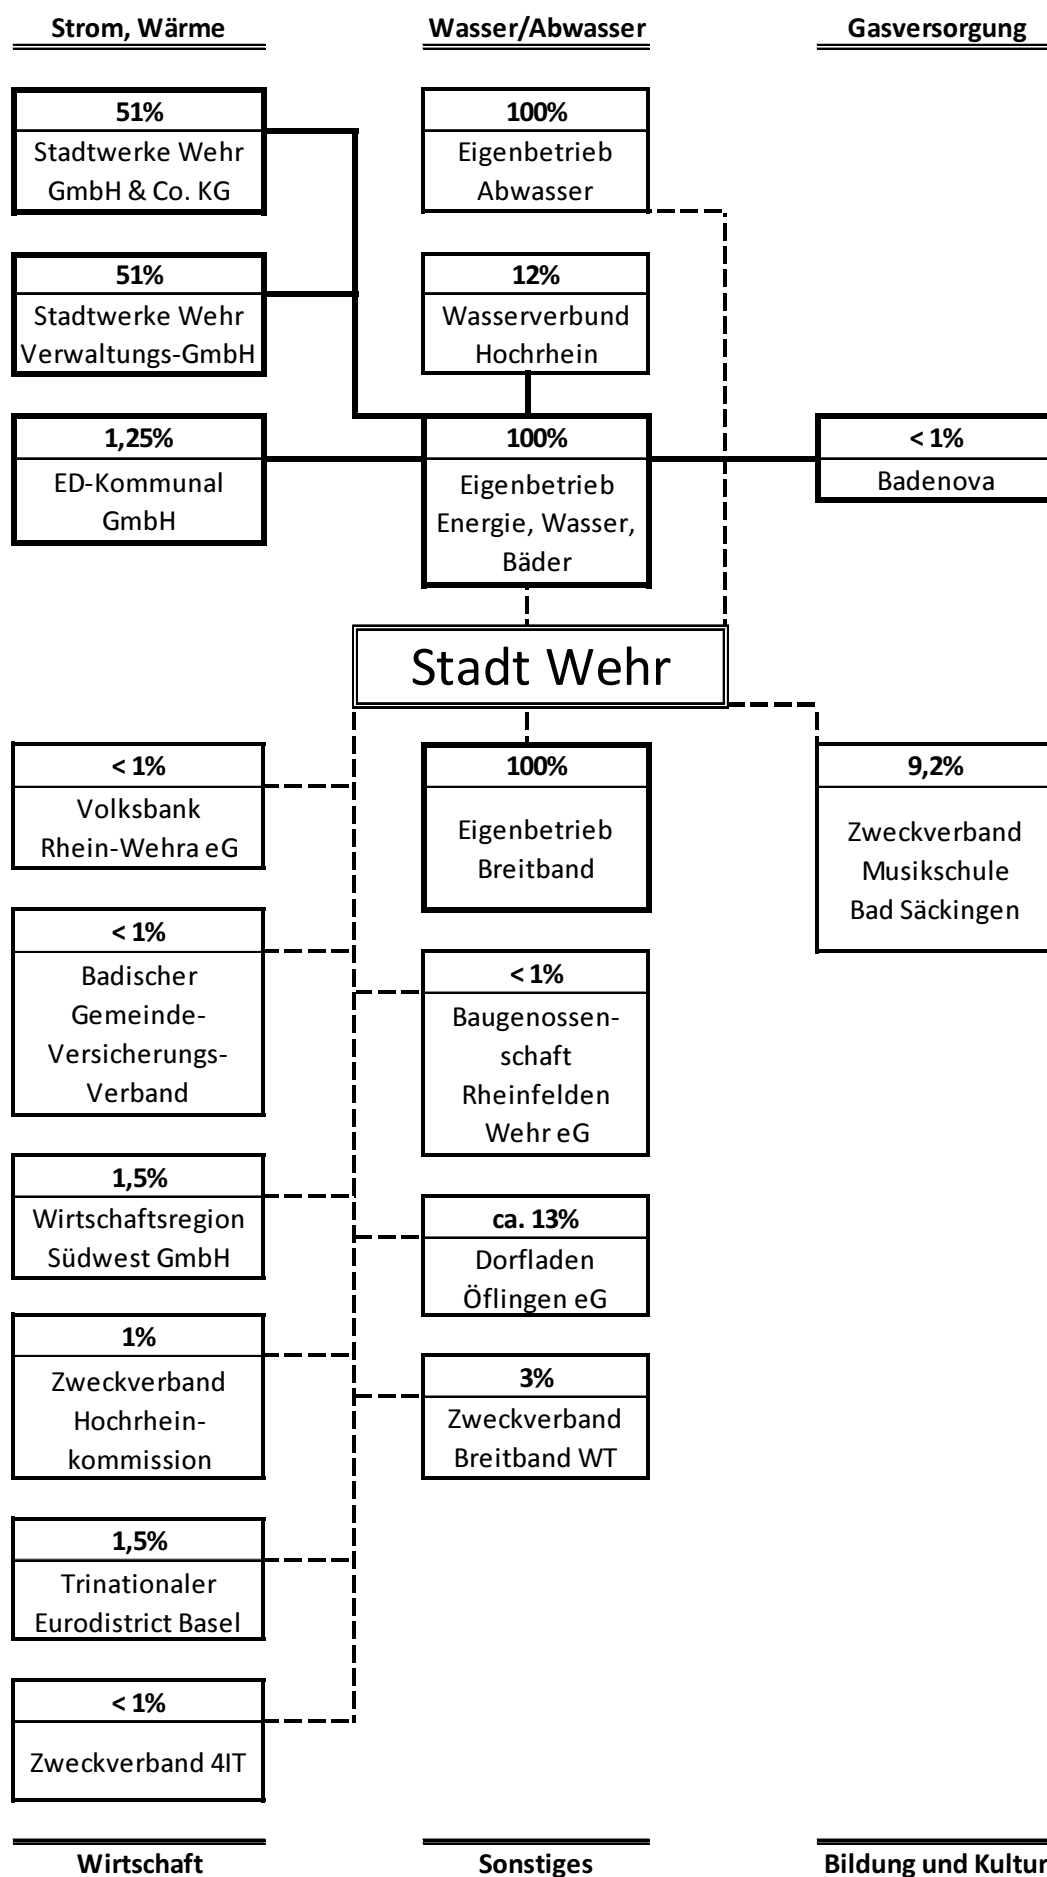 Strom, Wärme
Wasser/Abwasser
Gasversorgung
51%
Stadtwerke Wehr
GmbH & Co. KG
100%
Eigenbetrieb
Abwasser
51%
Stadtwerke Wehr
Verwaltungs-GmbH
12%
Wasserverbund
Hochrhein
1,25%
ED-Kommunal
GmbH
100%
Eigenbetrieb
Energie, Wasser,
Bäder
< 1%
Badenova
Stadt Wehr
< 1%
Volksbank
Rhein-Wehra eG
100%
Eigenbetrieb
Breitband
9,2%
Zweckverband
Musikschule
Bad Säckingen
< 1%
Badischer
Gemeinde-
Versicherungs-
Verband
< 1%
Baugenossen-
schaft
Rheinfelden
Wehr eG
1,5%
Wirtschaftsregion
Südwest GmbH
ca. 13%
Dorfladen
Öflingen eG
1%
Zweckverband
Hochrhein-
kommission
3%
Zweckverband
Breitband WT
1,5%
Trinationaler
Eurodistrict Basel
< 1%
Zweckverband 4IT
Wirtschaft
Sonstiges
Bildung und Kultur